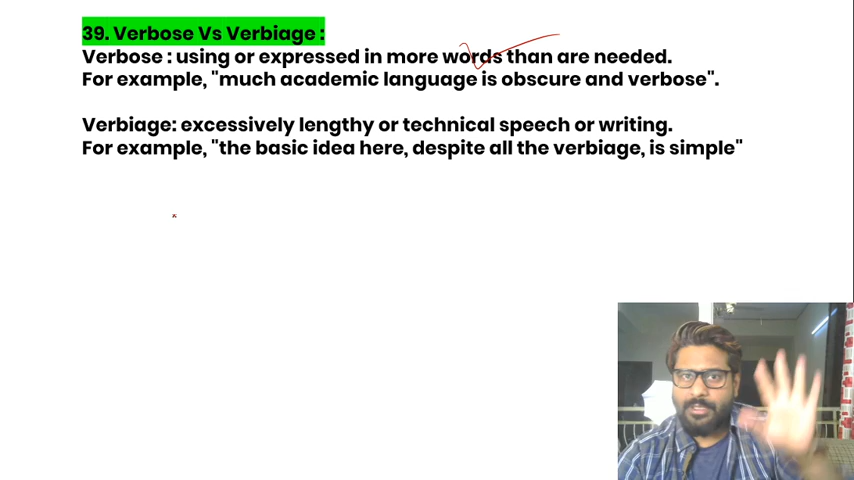 39. Verbose Vs Verbiage :
Verbose : using or expressed in more words than are needed.
For example, "much academic language is obscure and verbose".
Verbiage: excessively lengthy or technical speech or writing.
For example, "the basic idea here, despite all the verbiage, is simple"